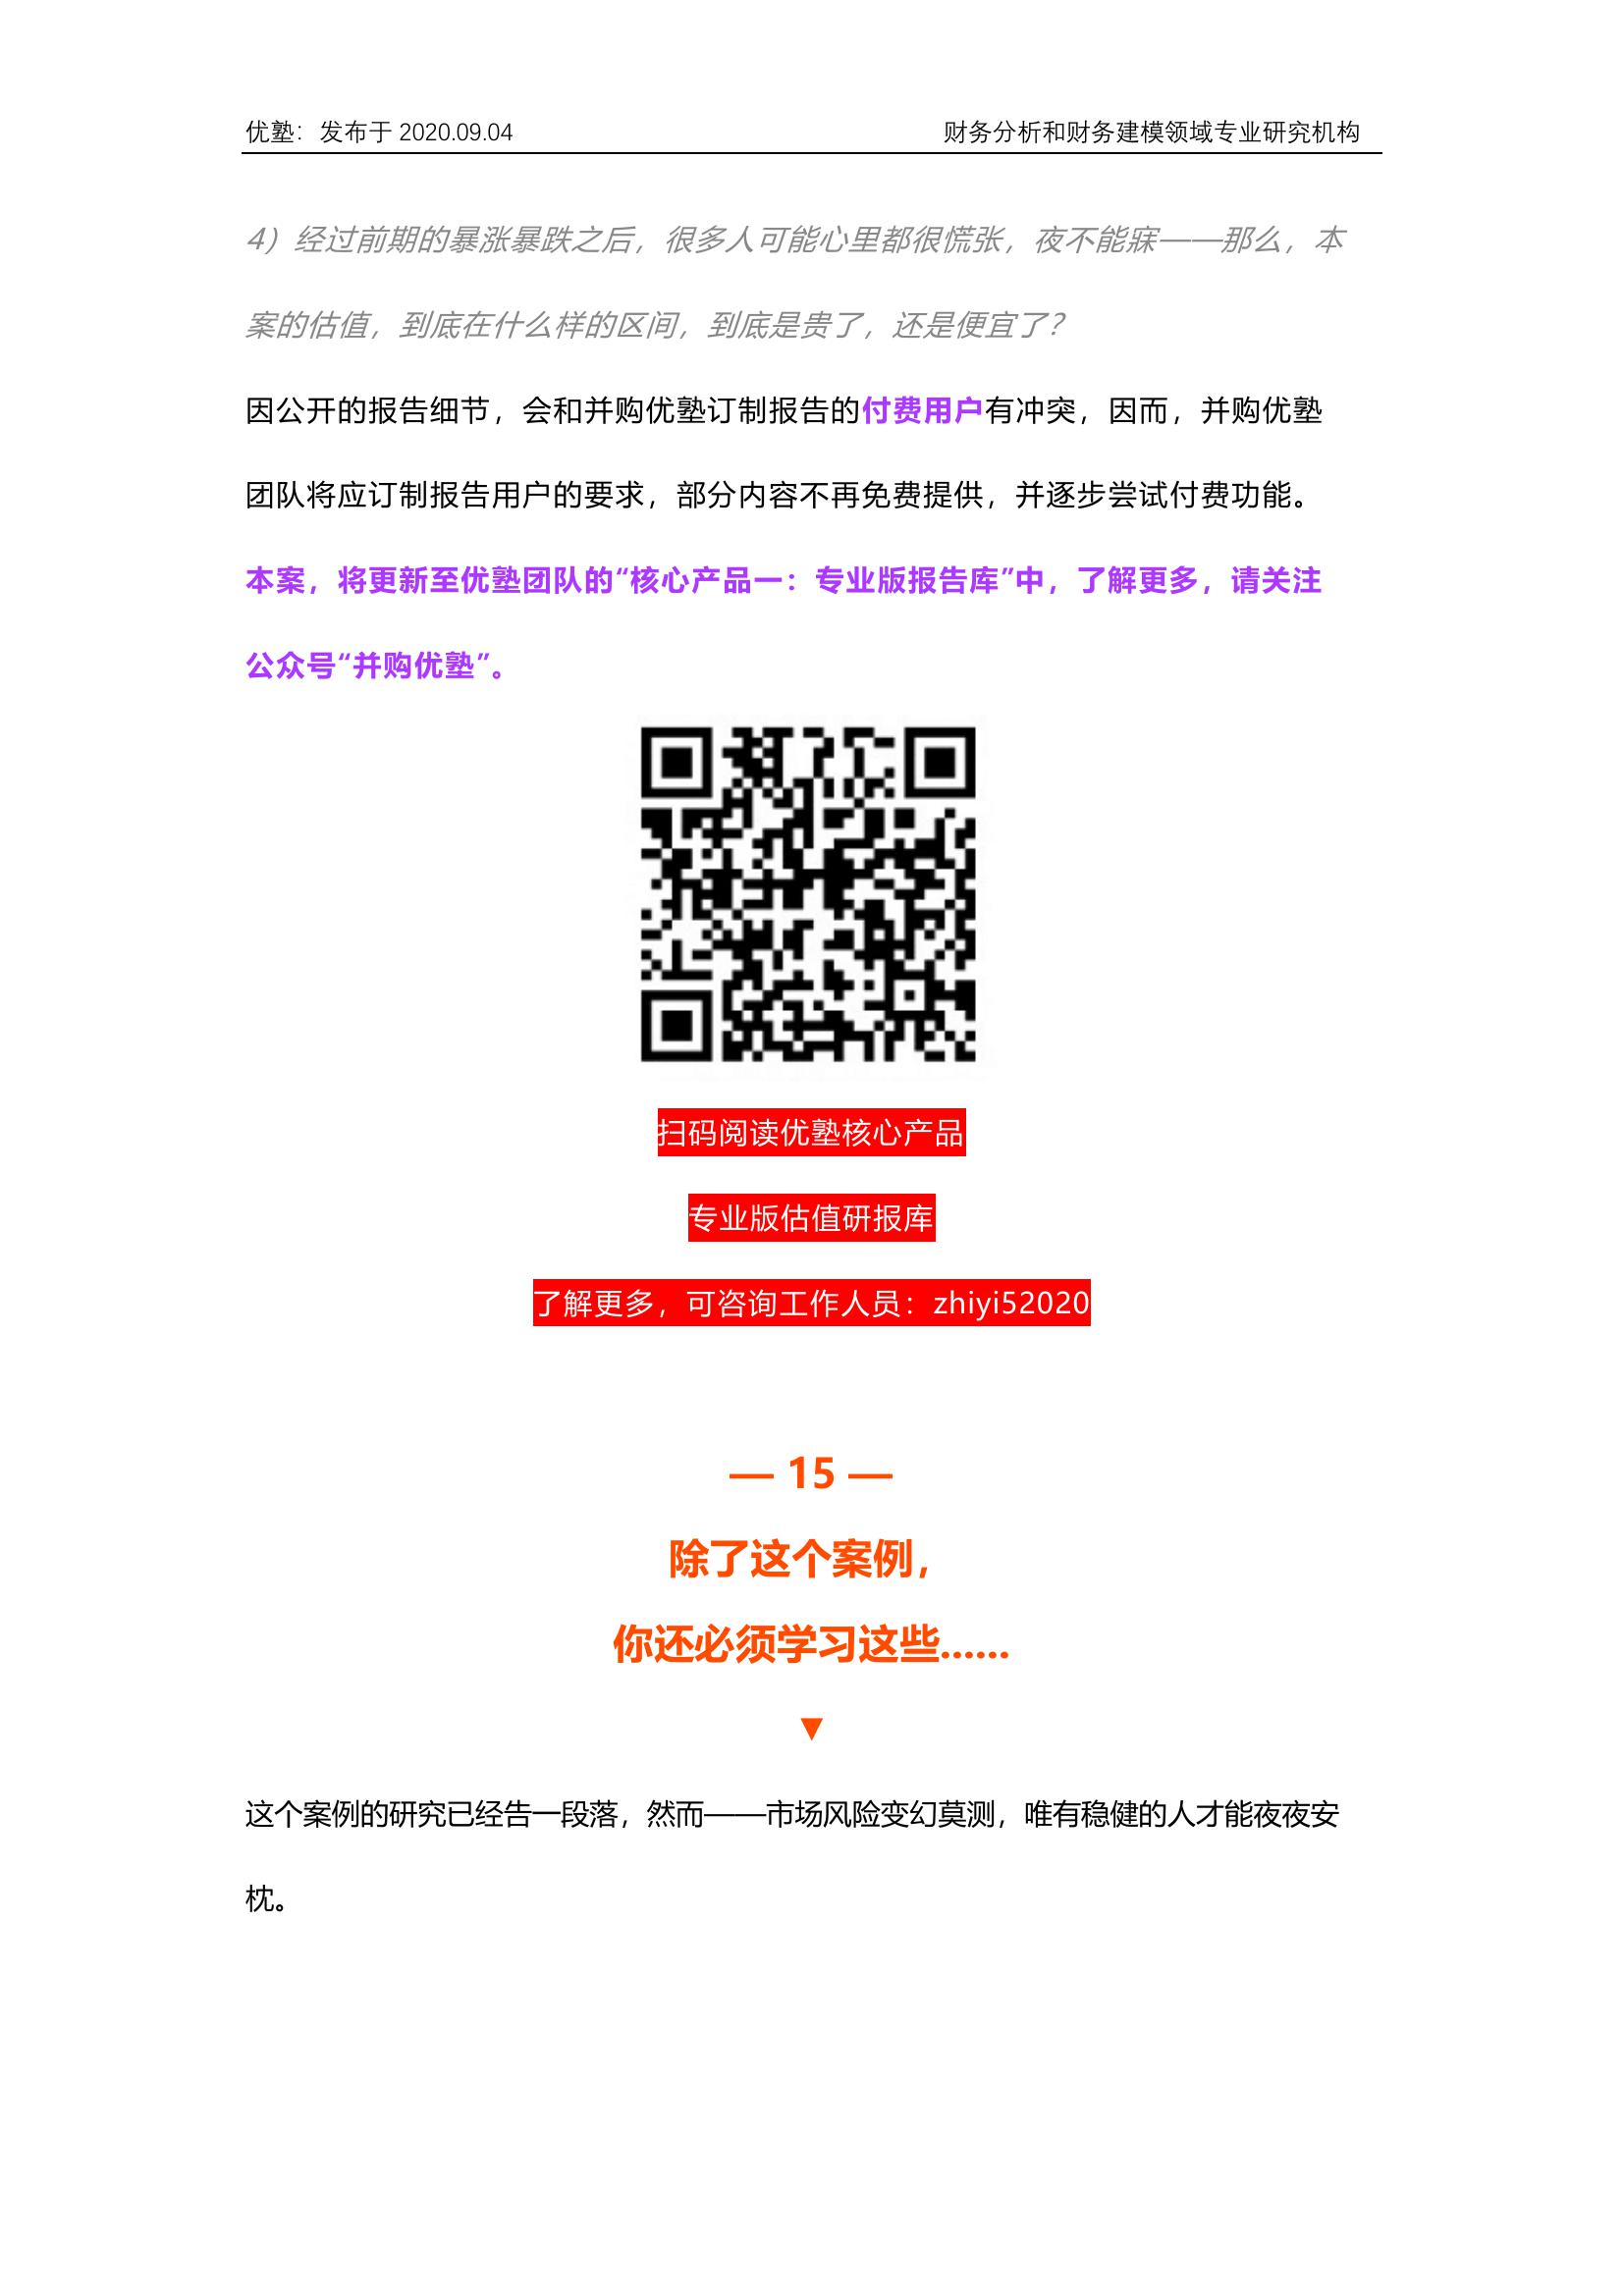 优塾：发布于 2020.09.04 财务分析和财务建模领域专业研究机构
4）经过前期的暴涨暴跌之后，很多人可能心里都很慌张，夜不能寐——那么，本
案的估值，到底在什么样的区间，到底是贵了，还是便宜了？
因公开的报告细节，会和并购优塾订制报告的付费用户有冲突，因而，并购优塾
团队将应订制报告用户的要求，部分内容不再免费提供，并逐步尝试付费功能。
本案，将更新至优塾团队的“核心产品一：专业版报告库”中，了解更多，请关注
公众号“并购优塾”。
扫码阅读优塾核心产品
专业版估值研报库
了解更多，可咨询工作人员：zhiyi52020
— 15 —
除了这个案例，
你还必须学习这些......
▼
这个案例的研究已经告一段落，然而——市场风险变幻莫测，唯有稳健的人才能夜夜安
枕。